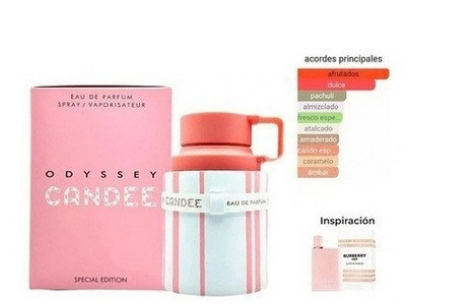 EAU DE PARFUM
SPRAY / VAPORISATEUR
ODYSSEY
CANDEE
SPECIAL EDITION
CANDEE
EAU DE PARFUM
acordes principales
afrutados
dulce
pachulí
almizclado
fresco espe...
atalcado
amaderado
cálido esp...
caramelo
ámbar
Inspiración
BURBERRY